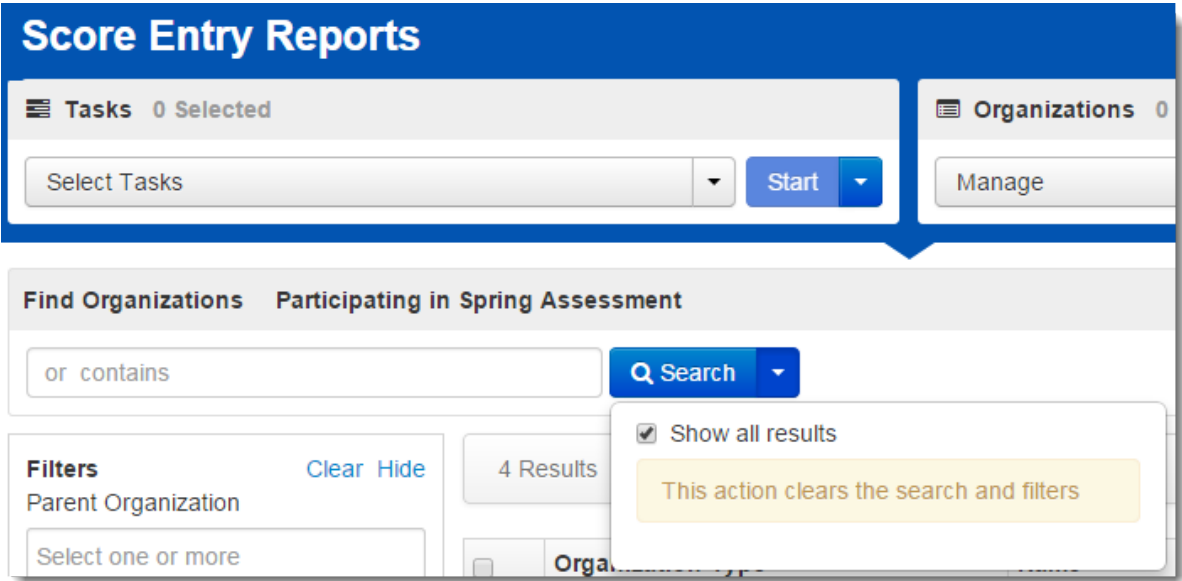 Score Entry Reports
Tasks 0 Selected
Organizations 0
Select Tasks
Start
Manage
Find Organizations Participating in Spring Assessment
or contains
Search
Show all results
This action clears the search and filters
Filters Clear Hide
4 Results
Parent Organization
Select one or more